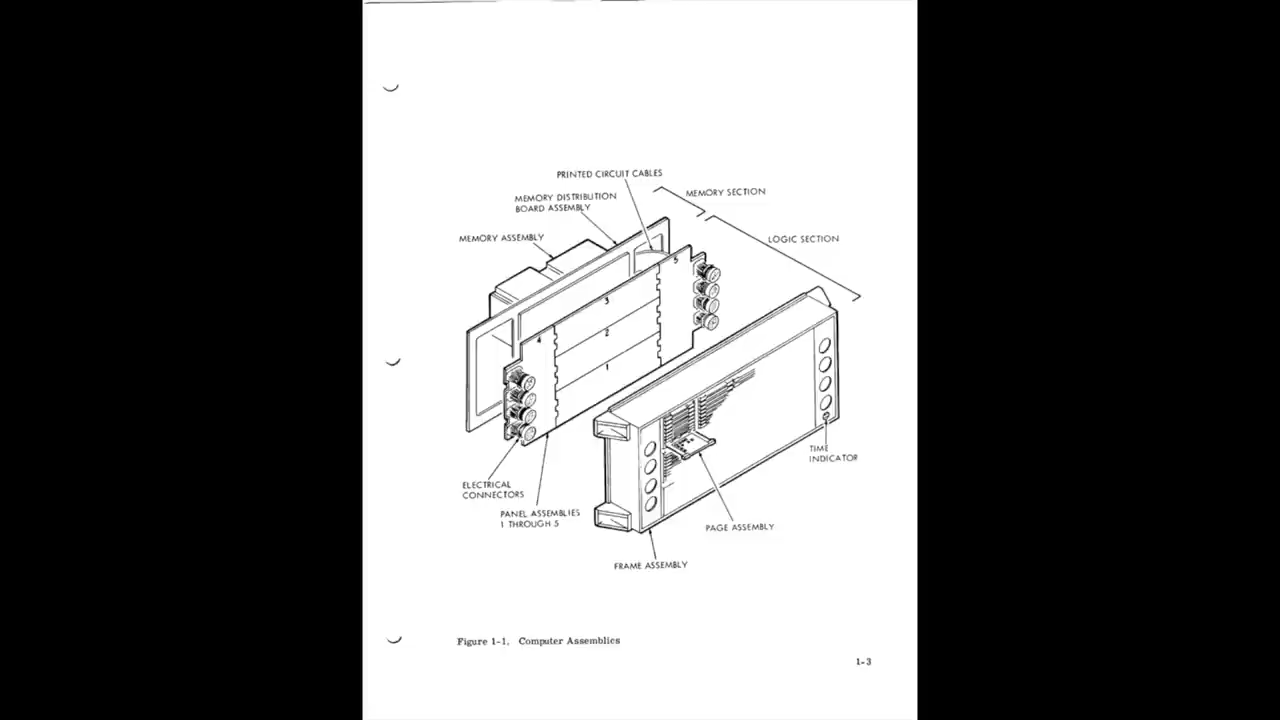 PRINTED CIRCUIT CABLES
MEMORY SECTION
MEMORY DISTRIBUTION
BOARD ASSEMBLY
MEMORY ASSEMBLY
LOGIC SECTION
5
3
4
2
1
TIME
INDICATOR
ELECTRICAL
CONNECTORS
PANEL ASSEMBLIES
1 THROUGH 5
PAGE ASSEMBLY
FRAME ASSEMBLY
Figure 1-1. Computer Assemblies
1-3